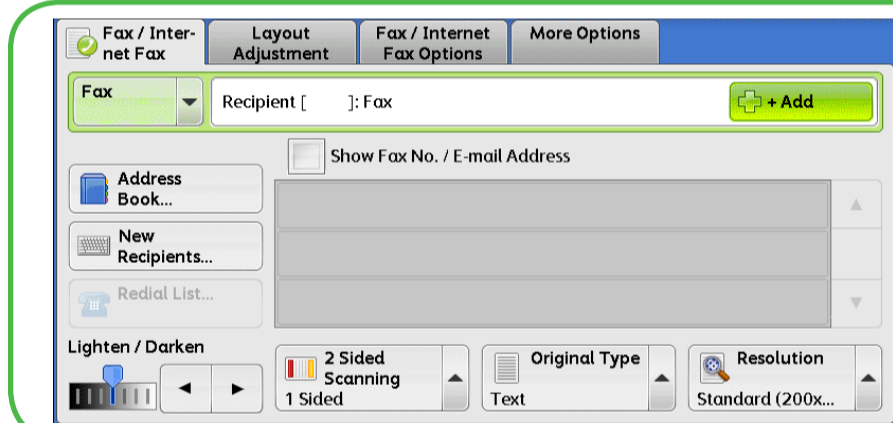 Fax / Inter-
net Fax
Layout
Adjustment
Fax / Internet
Fax Options
More Options
Fax
Recipient [ ]: Fax
+ Add
Show Fax No. / E-mail Address
Address
Book...
New
Recipients...
Redial List...
Lighten / Darken
2 Sided
Scanning
1 Sided
Original Type
Text
Resolution
Standard (200x...